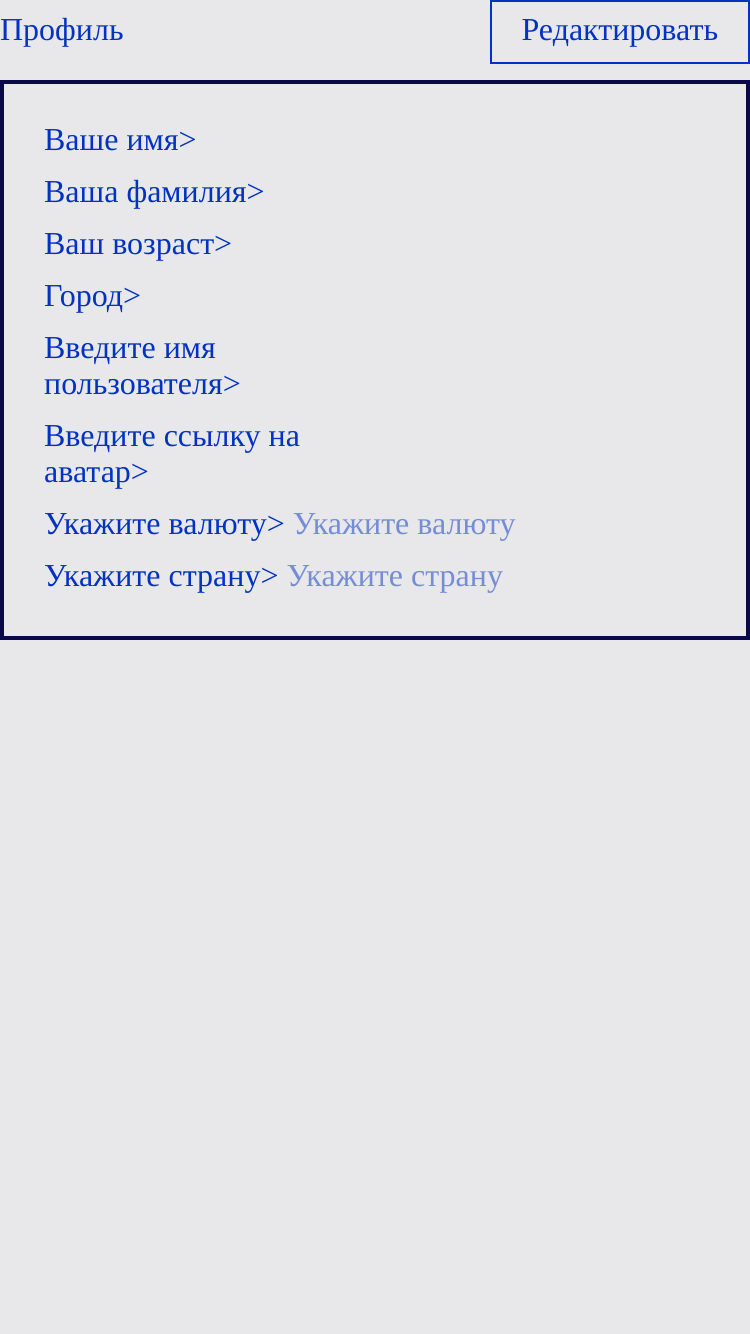 Профиль
Редактировать
Ваше имя>
Ваша фамилия>
Ваш возраст>
Город>
Введите имя
пользователя>
Введите ссылку на
аватар>
Укажите валюту> Укажите валюту
Укажите страну> Укажите страну